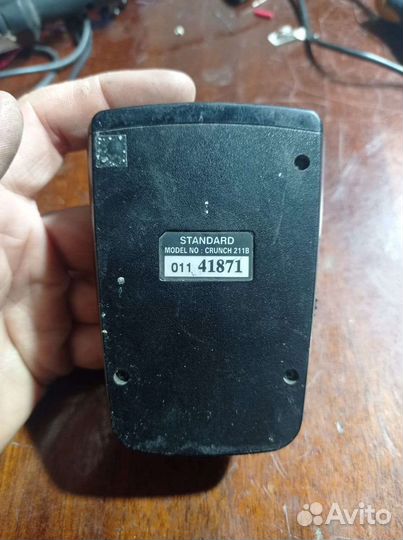 STANDARD
MODEL NO : CRUNCH 211B
011 41871
Avito